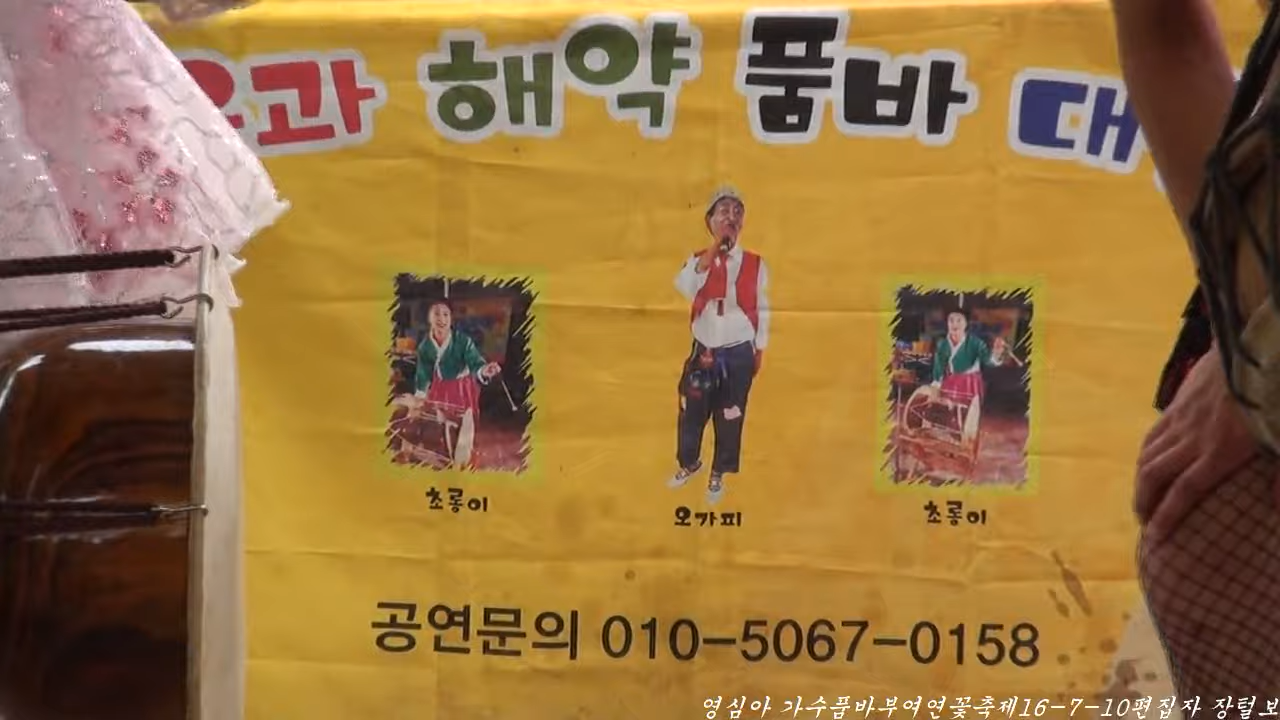 과 해약 품바 대
초롱이 오가피 초롱이
공연문의 010-5067-0158
영심아 가수품바부여연꽃축제16-7-10편집자 장털보